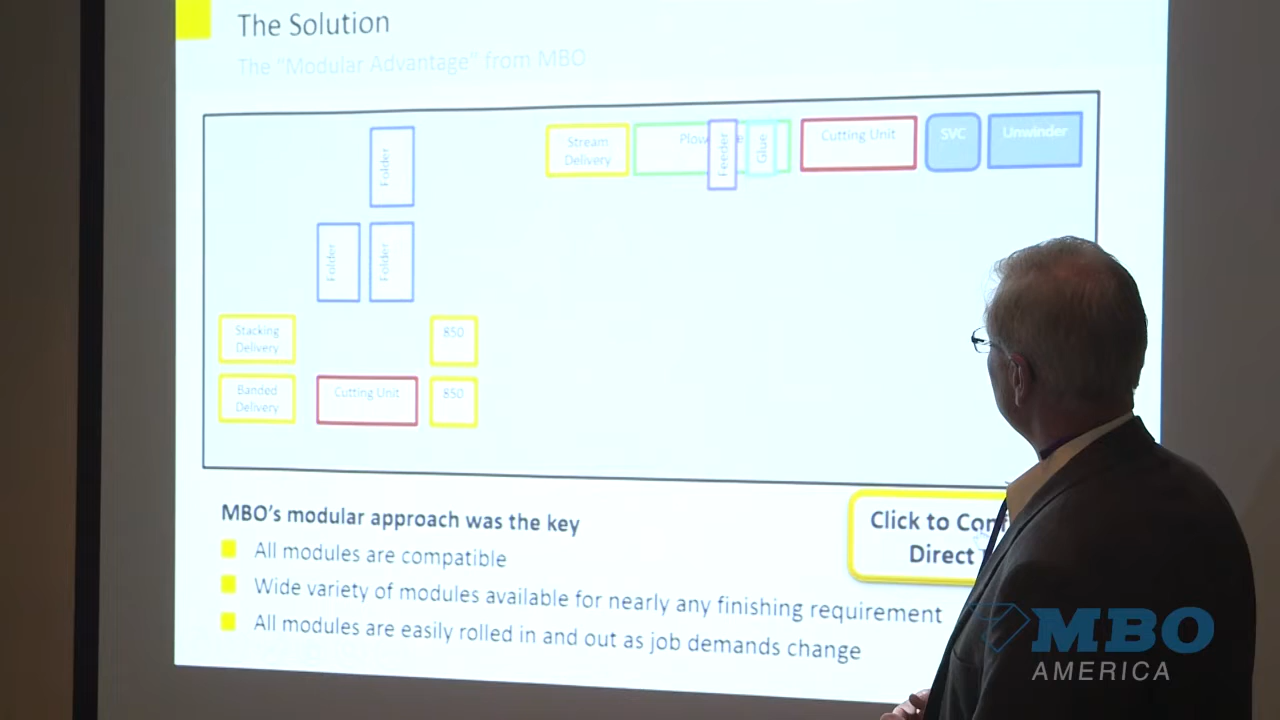 The Solution
The "Modular Advantage" from MBO
Folder
Stream
Delivery
Plow
Feeder
Glue
Cutting Unit
SVC
Unwinder
Folder
Folder
Stacking
Delivery
850
Banded
Delivery
Cutting Unit
850
MBO's modular approach was the key
All modules are compatible
Wide variety of modules available for nearly any finishing requirement
All modules are easily rolled in and out as job demands change
Click to
Direct
MBO
AMERICA